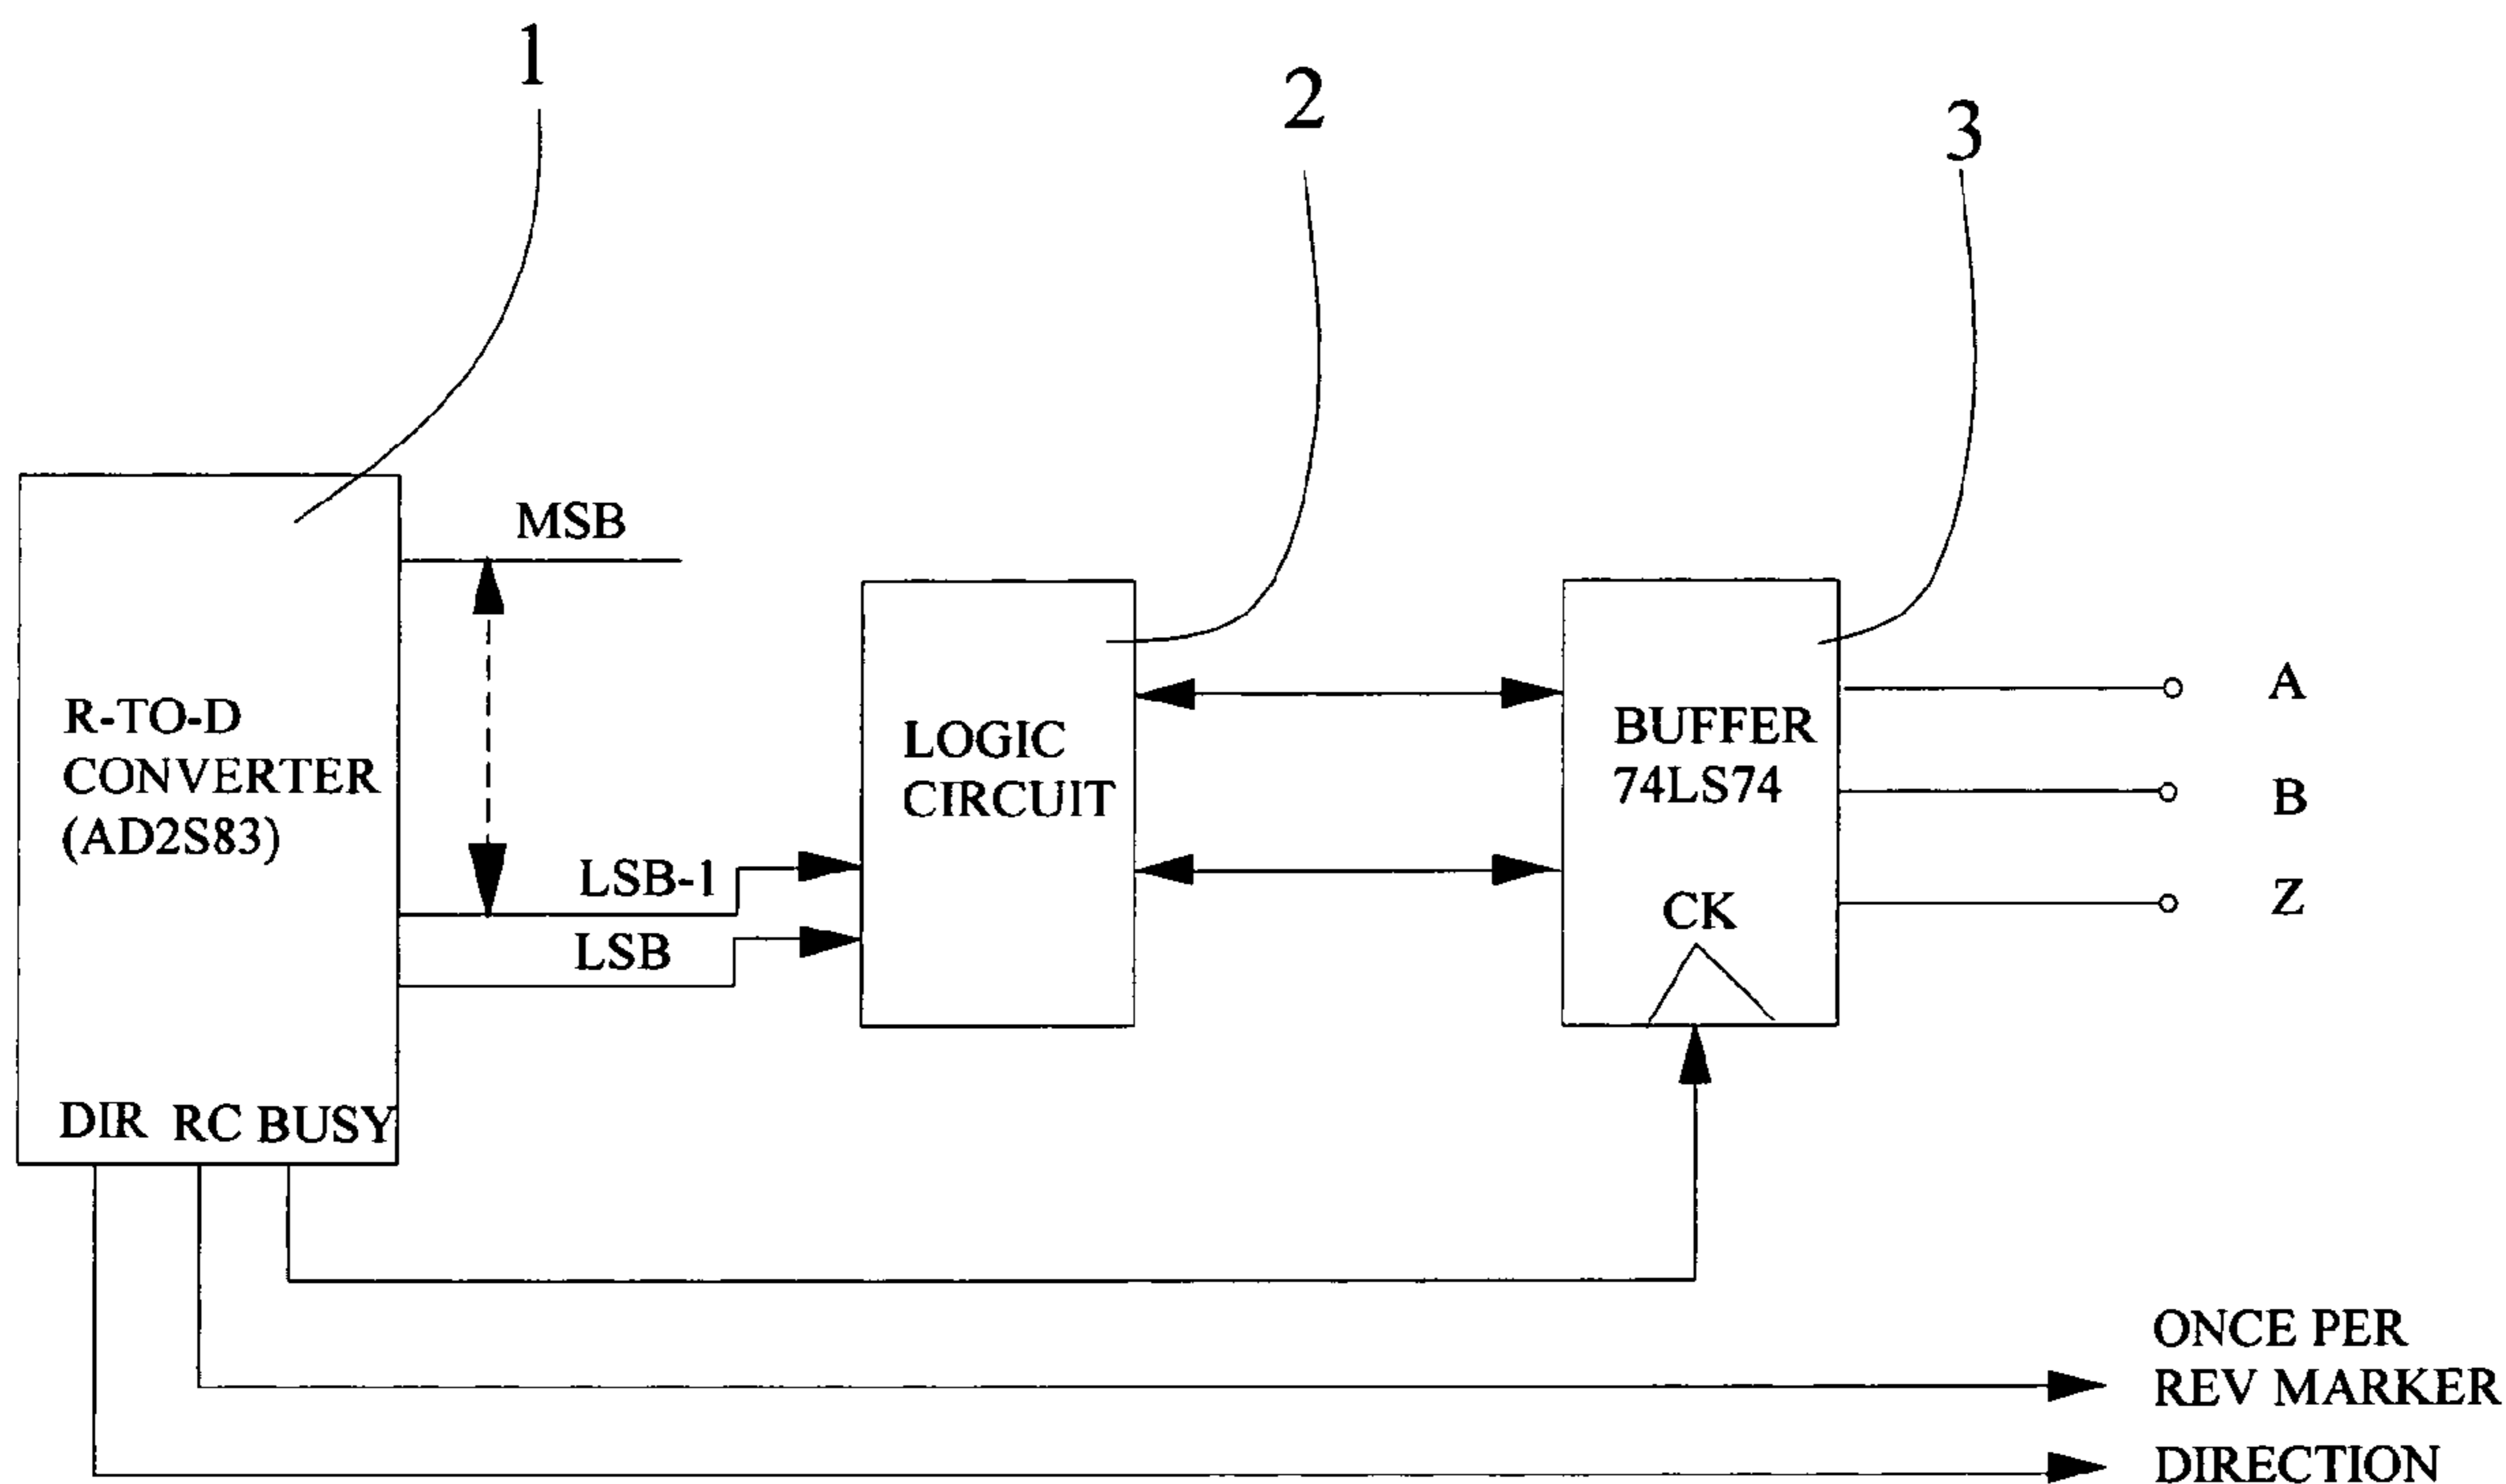 1
2
3
MSB
R-TO-D
CONVERTER
(AD2S83)
LSB-1
LSB
DIR RC BUSY
LOGIC
CIRCUIT
BUFFER
74LS74
CK
A
B
Z
ONCE PER
REV MARKER
DIRECTION